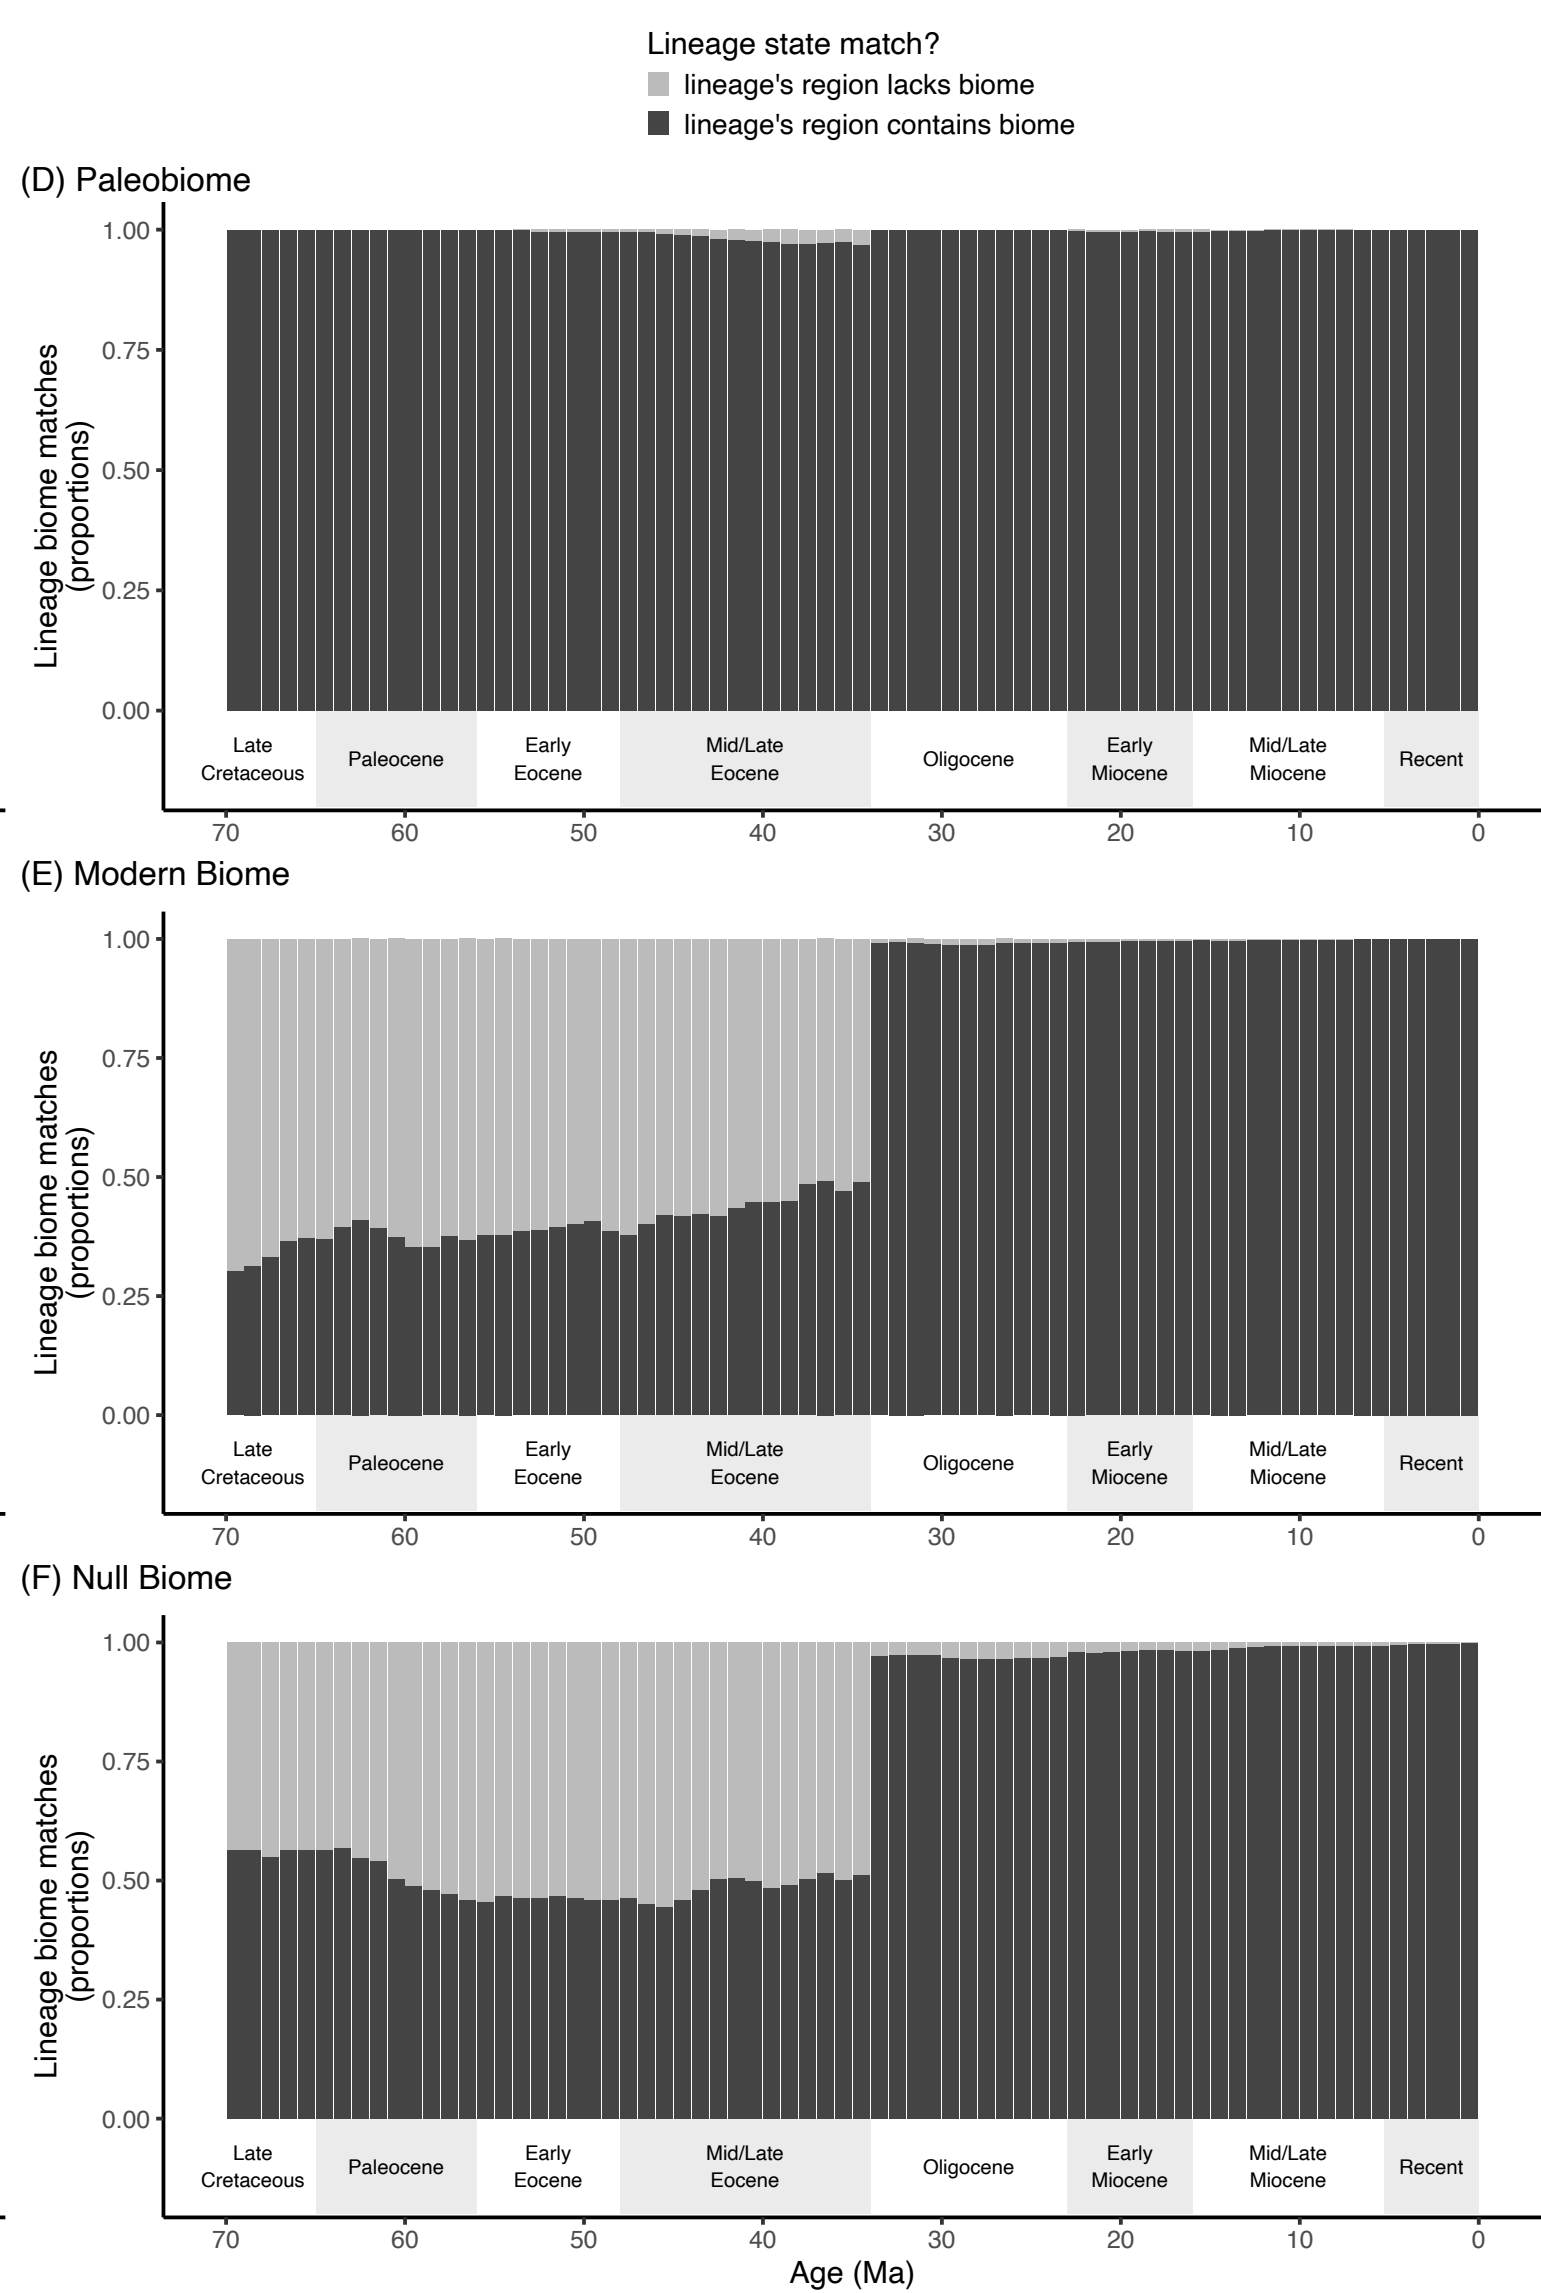 Lineage state match?
lineage's region lacks biome
lineage's region contains biome
(D) Paleobiome
Lineage biome matches
(proportions)
1.00
0.75
0.50
0.25
0.00
Late
Cretaceous
Paleocene
Early
Eocene
Mid/Late
Eocene
Oligocene
Early
Miocene
Mid/Late
Miocene
Recent
70 60 50 40 30 20 10 0
(E) Modern Biome
Lineage biome matches
(proportions)
1.00
0.75
0.50
0.25
0.00
Late
Cretaceous
Paleocene
Early
Eocene
Mid/Late
Eocene
Oligocene
Early
Miocene
Mid/Late
Miocene
Recent
70 60 50 40 30 20 10 0
(F) Null Biome
Lineage biome matches
(proportions)
1.00
0.75
0.50
0.25
0.00
Late
Cretaceous
Paleocene
Early
Eocene
Mid/Late
Eocene
Oligocene
Early
Miocene
Mid/Late
Miocene
Recent
70 60 50 40 30 20 10 0
Age (Ma)